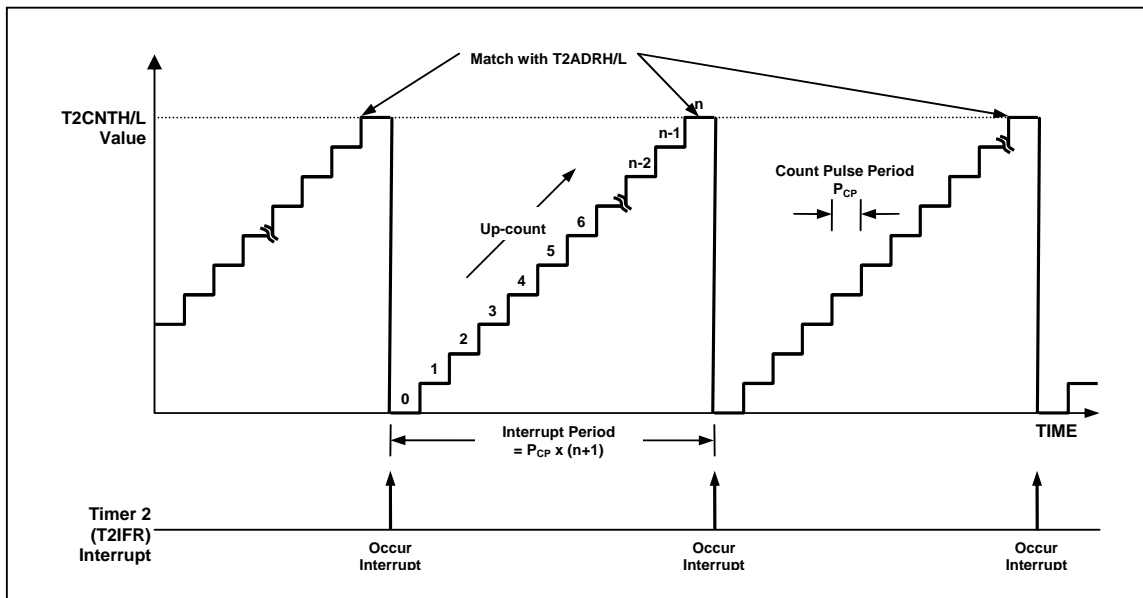 Match with T2ADRH/L
T2CNTH/L
Value
n
n-1
n-2
Count Pulse Period
PCP
6
Up-count
5
4
3
2
1
0
TIME
Interrupt Period
= PCP x (n+1)
Timer 2
(T2IFR)
Interrupt
Occur
Interrupt
Occur
Interrupt
Occur
Interrupt